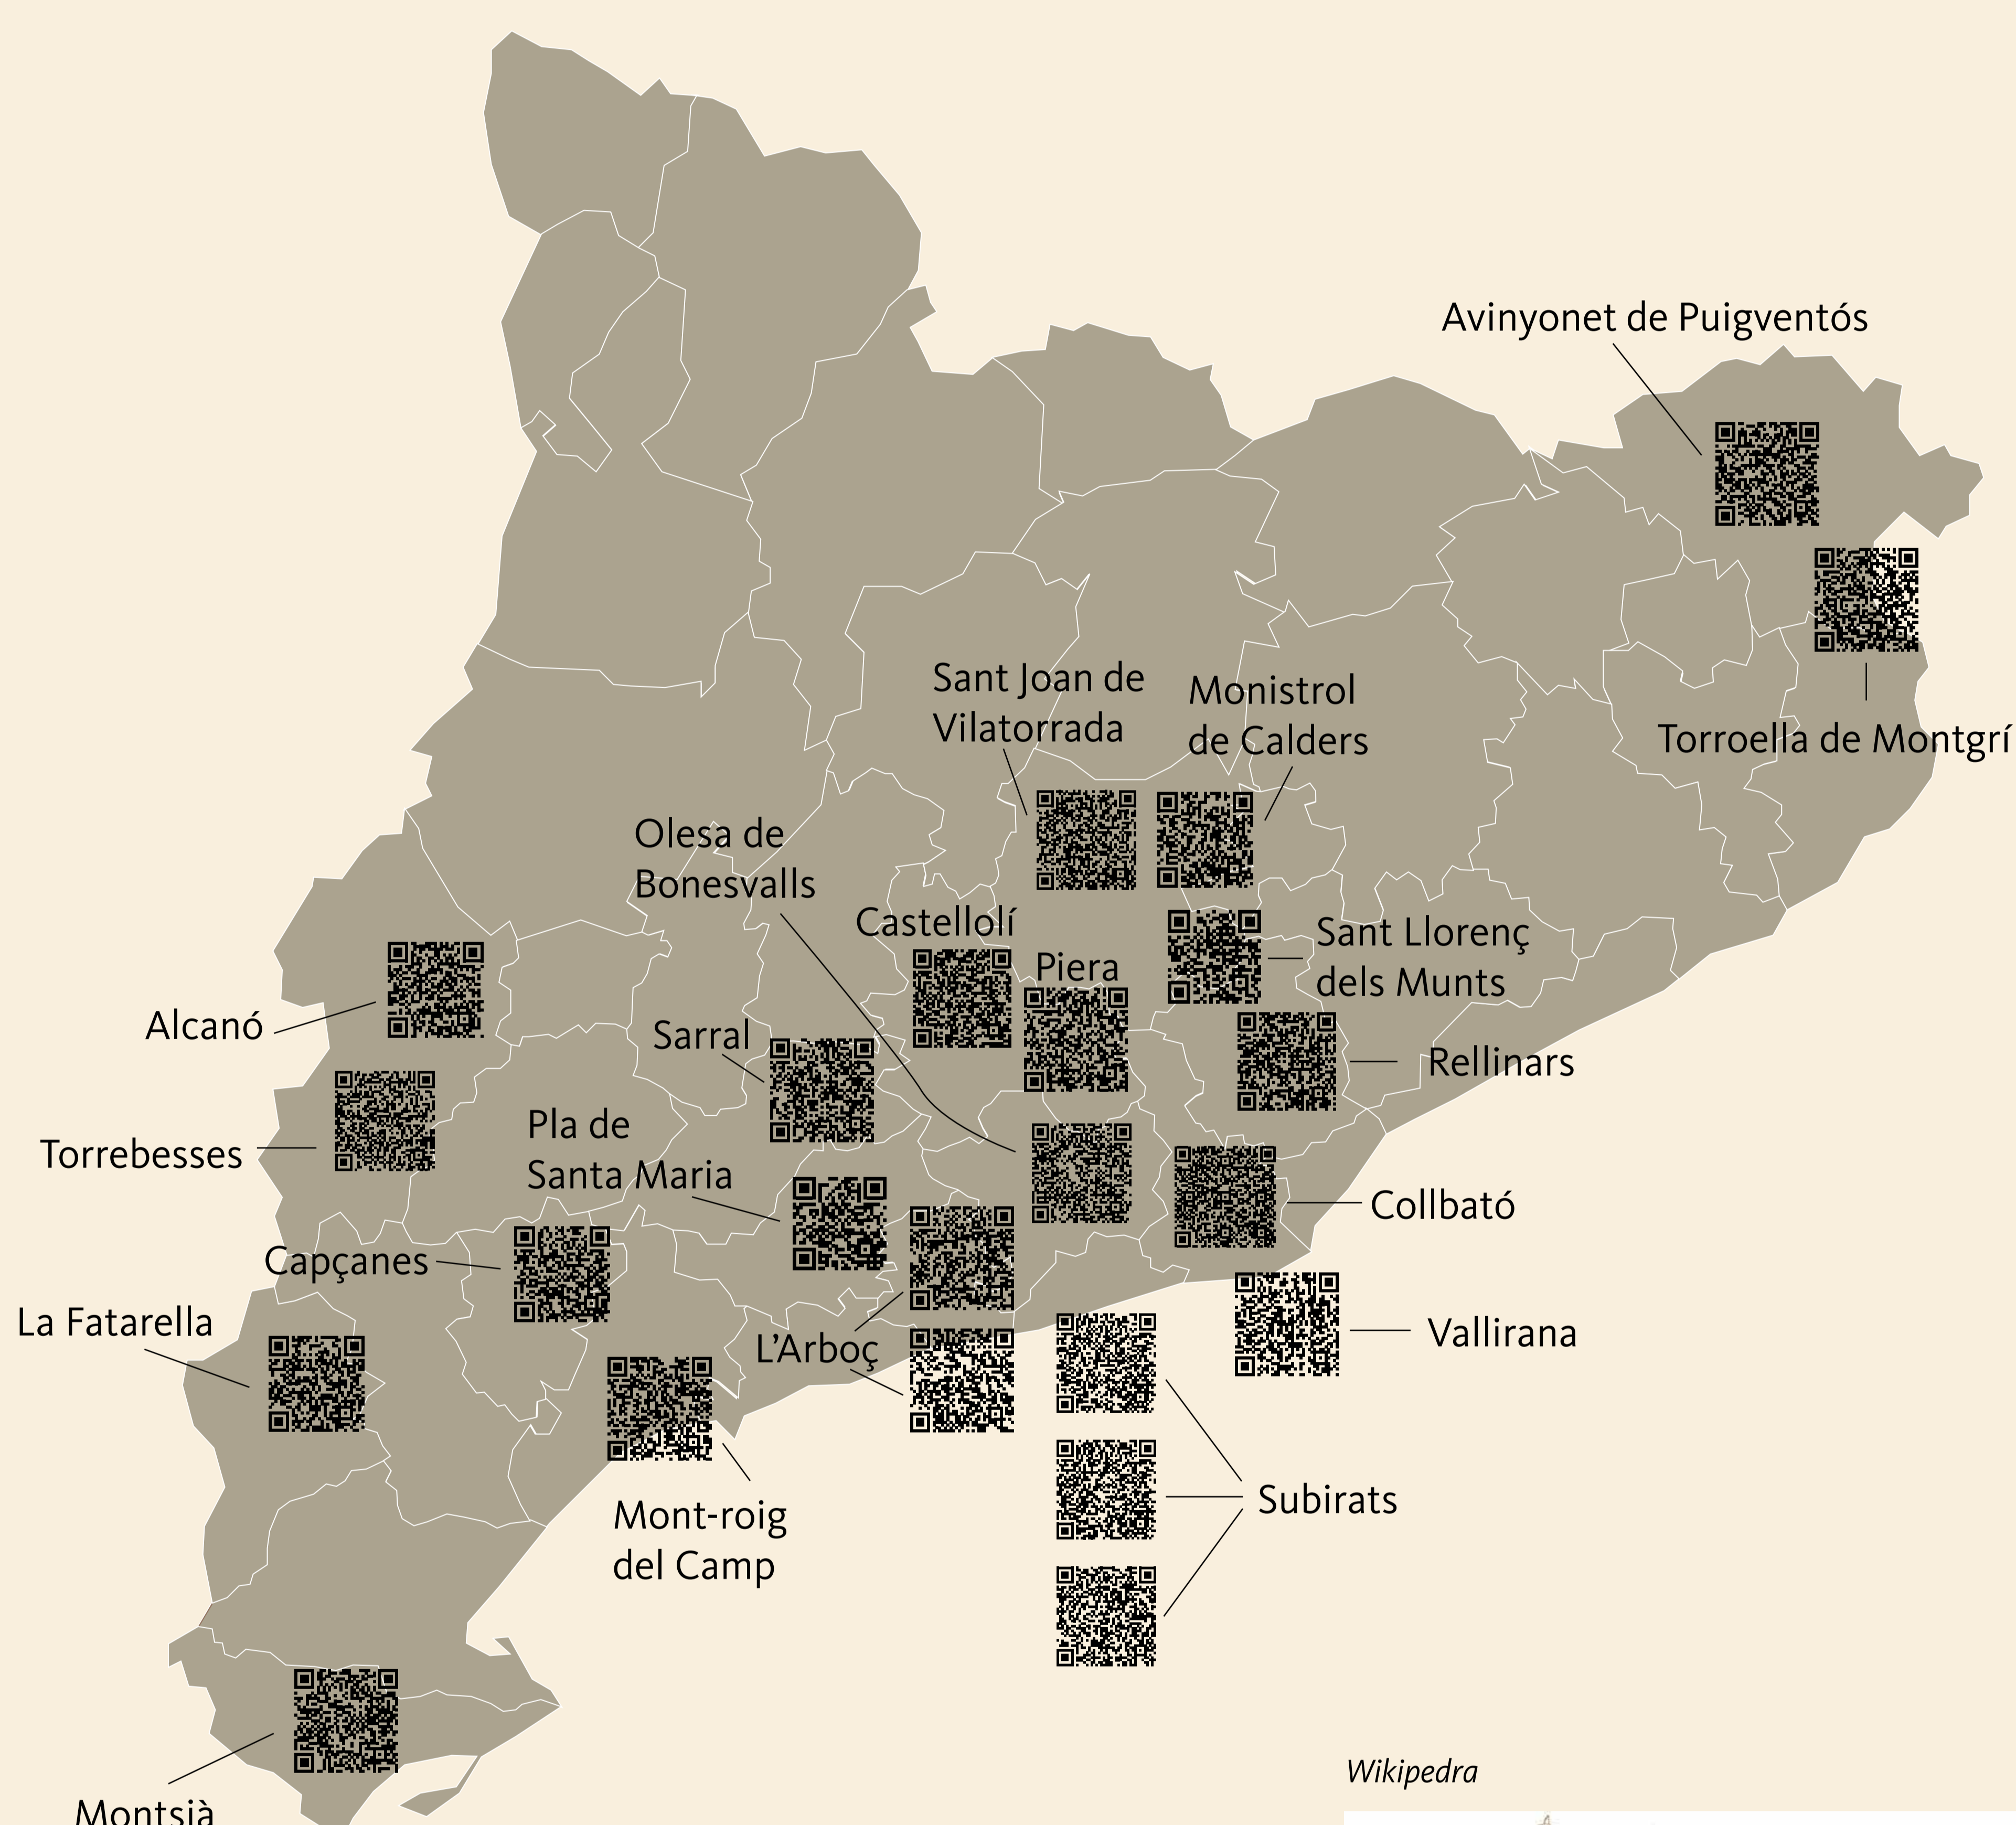 Avinyonet de Puigventós
Torroella de Montgrí
Sant Joan de
Vilatorrada
Monistrol
de Calders
Olesa de
Bonesvalls
Castellolí
Piera
Sant Llorenç
dels Munts
Alcanó
Sarral
Rellinars
Torrebesses
Pla de
Santa Maria
Collbató
Capçanes
La Fatarella
L’Arboç
Vallirana
Mont-roig
del Camp
Subirats
Montsià
Wikipedra